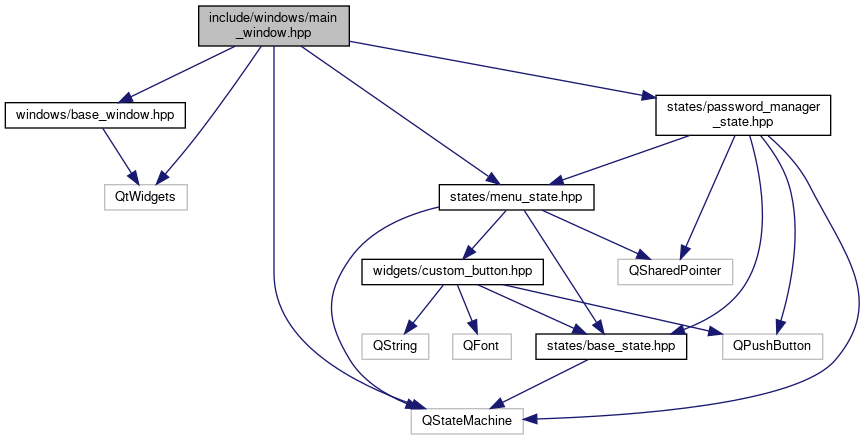 include/windows/main
_window.hpp
windows/base_window.hpp
states/password_manager
_state.hpp
QtWidgets
states/menu_state.hpp
widgets/custom_button.hpp
QSharedPointer
QString
QFont
states/base_state.hpp
QPushButton
QStateMachine